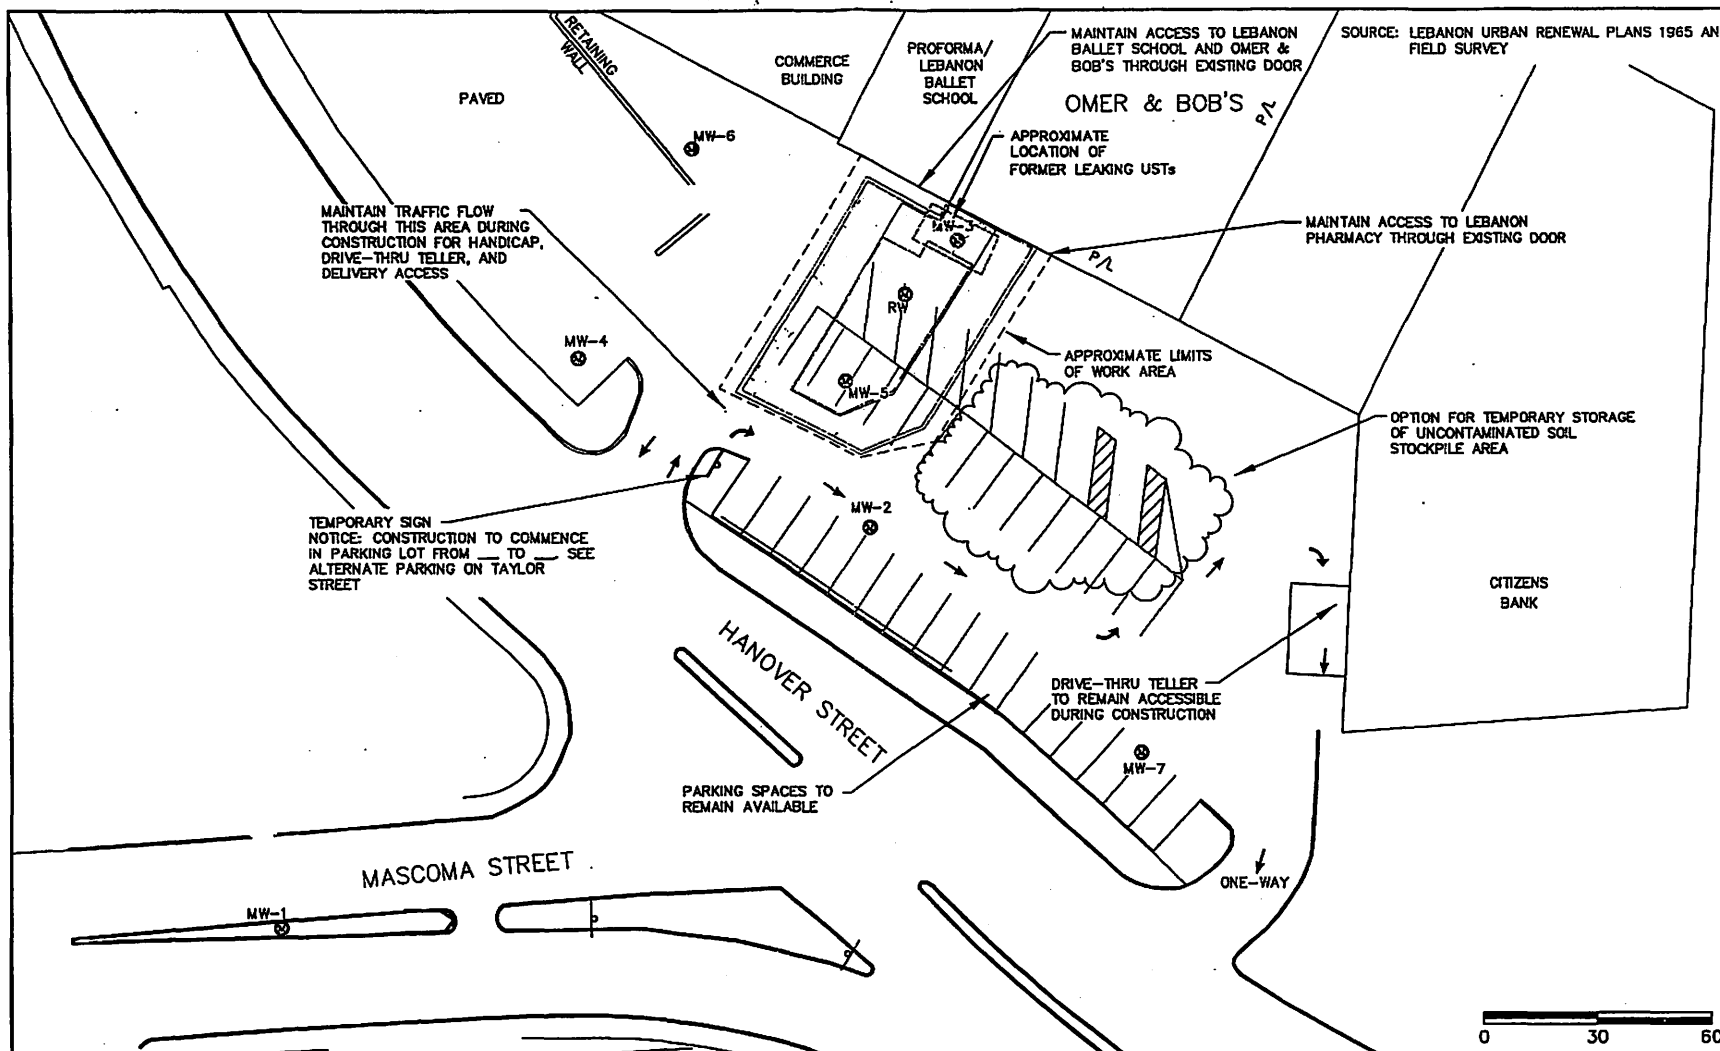 RETAINING
WALL
PAVED
COMMERCE
BUILDING
PROFORMA/
LEBANON
BALLET
SCHOOL
MAINTAIN ACCESS TO LEBANON
BALLET SCHOOL AND OMER &
BOB'S THROUGH EXISTING DOOR
SOURCE: LEBANON URBAN RENEWAL PLANS 1965 AN
FIELD SURVEY
OMER & BOB'S
P/L
MW-6
APPROXIMATE
LOCATION OF
FORMER LEAKING USTs
MAINTAIN TRAFFIC FLOW
THROUGH THIS AREA DURING
CONSTRUCTION FOR HANDICAP,
DRIVE-THRU TELLER, AND
DELIVERY ACCESS
MW-3
MAINTAIN ACCESS TO LEBANON
PHARMACY THROUGH EXISTING DOOR
P/L
RW
MW-4
APPROXIMATE LIMITS
OF WORK AREA
MW-5
OPTION FOR TEMPORARY STORAGE
OF UNCONTAMINATED SOIL
STOCKPILE AREA
MW-2
TEMPORARY SIGN
NOTICE: CONSTRUCTION TO COMMENCE
IN PARKING LOT FROM __ TO __ SEE
ALTERNATE PARKING ON TAYLOR
STREET
CITIZENS
BANK
HANOVER STREET
DRIVE-THRU TELLER
TO REMAIN ACCESSIBLE
DURING CONSTRUCTION
MW-7
PARKING SPACES TO
REMAIN AVAILABLE
MASCOMA STREET
ONE-WAY
MW-1
0 30 60